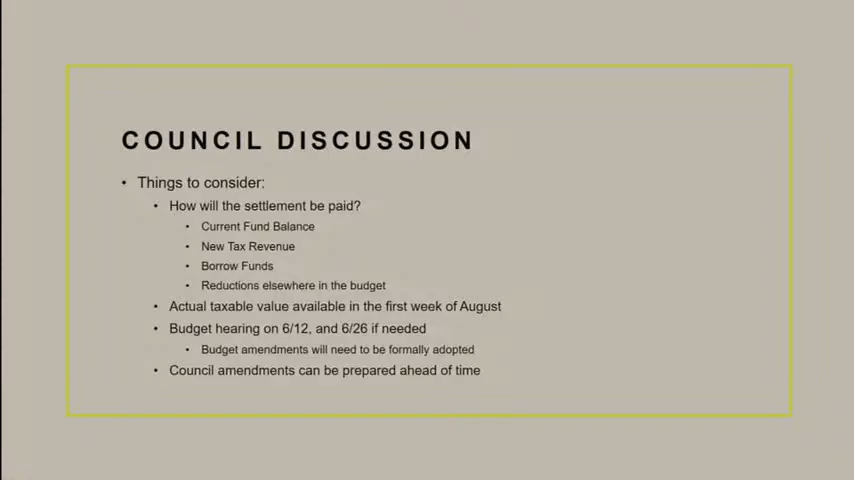 COUNCIL DISCUSSION
• Things to consider:
• How will the settlement be paid?
• Current Fund Balance
• New Tax Revenue
• Borrow Funds
• Reductions elsewhere in the budget
• Actual taxable value available in the first week of August
• Budget hearing on 6/12, and 6/26 if needed
• Budget amendments will need to be formally adopted
• Council amendments can be prepared ahead of time